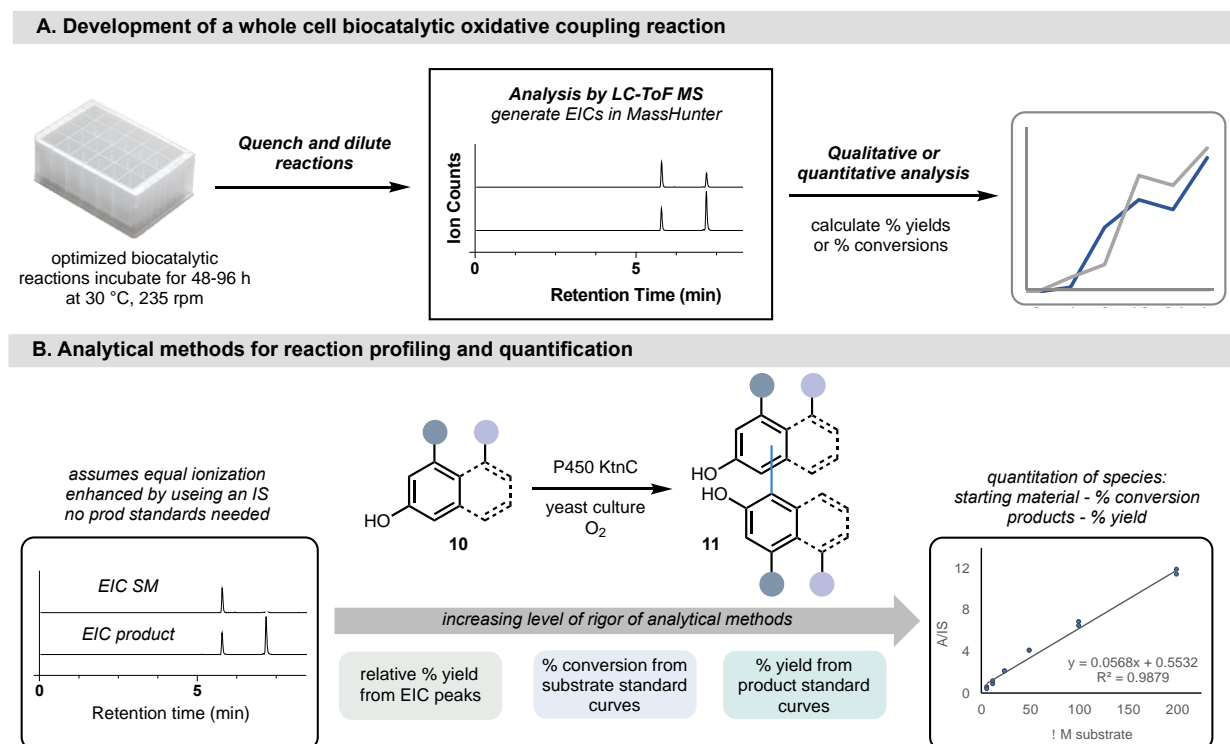 A. Development of a whole cell biocatalytic oxidative coupling reaction
optimized biocatalytic
reactions incubate for 48-96 h
at 30 °C, 235 rpm
Quench and dilute
reactions
Analysis by LC-ToF MS
generate EICs in MassHunter
Ion Counts
0
5
Retention Time (min)
Qualitative or
quantitative analysis
calculate % yields
or % conversions
B. Analytical methods for reaction profiling and quantification
assumes equal ionization
enhanced by useing an IS
no prod standards needed
EIC SM
EIC product
0
5
Retention time (min)
HO
10
P450 KtnC
yeast culture
O2
HO
HO
11
increasing level of rigor of analytical methods
relative % yield
from EIC peaks
% conversion from
substrate standard
curves
% yield from
product standard
curves
quantitation of species:
starting material - % conversion
products - % yield
A/IS
12
8
4
0
y = 0.0568x + 0.5532
R² = 0.9879
0
50
100
150
200
! M substrate